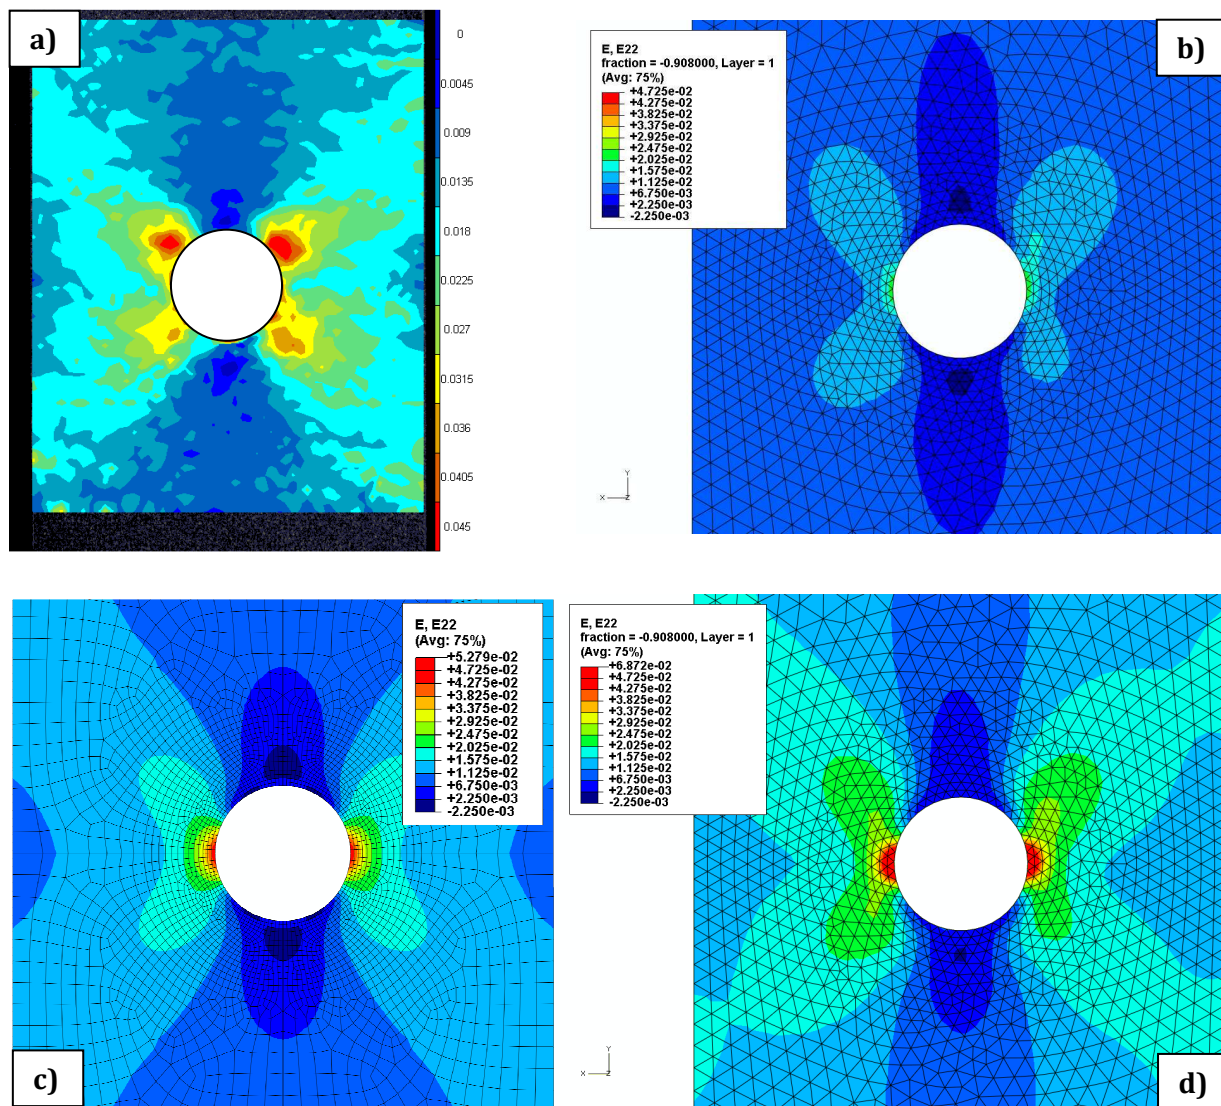 a)
0
0.0045
0.009
0.0135
0.018
0.0225
0.027
0.0315
0.036
0.0405
0.045
b)
E, E22
fraction = -0.908000, Layer = 1
(Avg: 75%)
+4.725e-02
+4.275e-02
+3.825e-02
+3.375e-02
+2.925e-02
+2.475e-02
+2.025e-02
+1.575e-02
+1.125e-02
+6.750e-03
+2.250e-03
-2.250e-03
Y
X Z
c)
E, E22
(Avg: 75%)
+5.279e-02
+4.725e-02
+4.275e-02
+3.825e-02
+3.375e-02
+2.925e-02
+2.475e-02
+2.025e-02
+1.575e-02
+1.125e-02
+6.750e-03
+2.250e-03
-2.250e-03
E, E22
fraction = -0.908000, Layer = 1
(Avg: 75%)
+6.872e-02
+4.725e-02
+4.275e-02
+3.825e-02
+3.375e-02
+2.925e-02
+2.475e-02
+2.025e-02
+1.575e-02
+1.125e-02
+6.750e-03
+2.250e-03
-2.250e-03
Y
X Z
d)